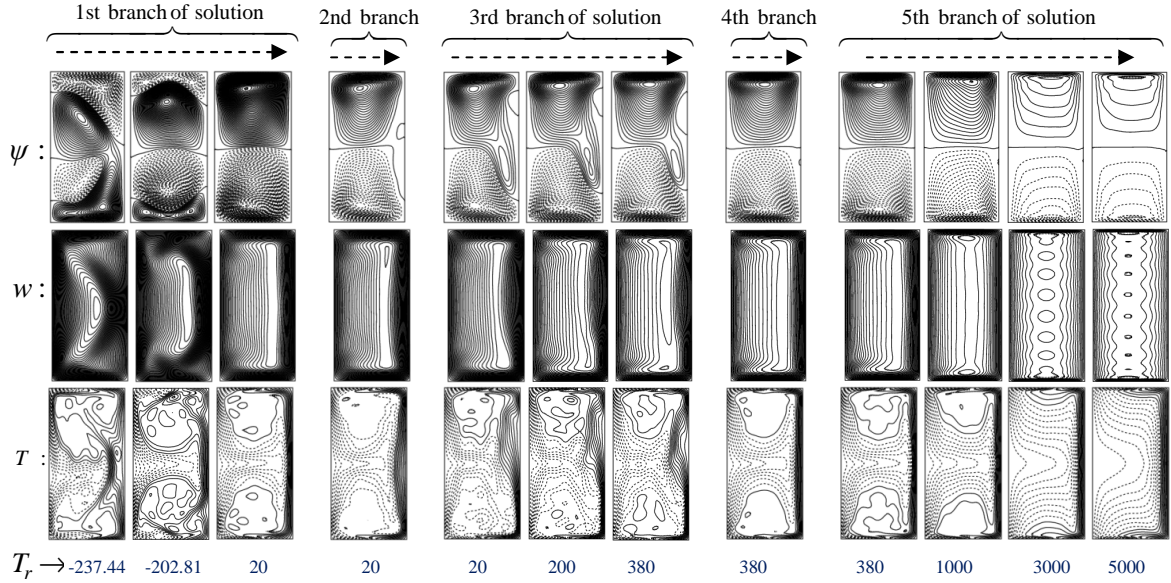 1st branch of solution 2nd branch 3rd branch of solution 4th branch 5th branch of solution
ψ :
w :
T :
T_r → -237.44 -202.81 20 20 20 200 380 380 380 1000 3000 5000